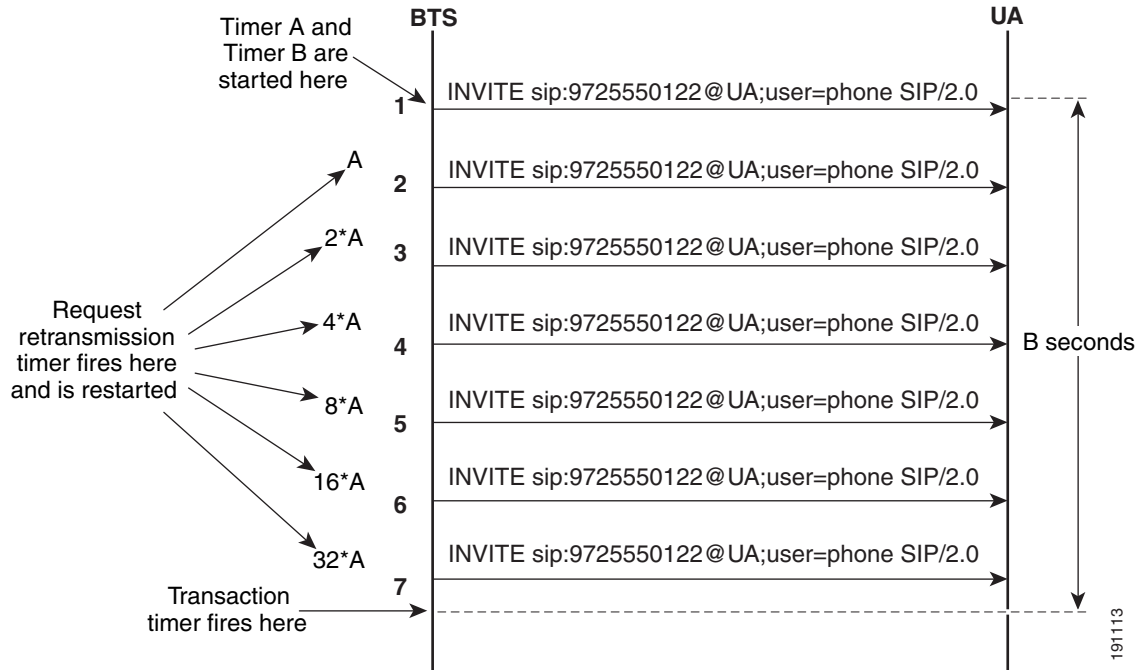 BTS
UA
Timer A and
Timer B are
started here
1
INVITE sip:9725550122@UA;user=phone SIP/2.0
A
2
INVITE sip:9725550122@UA;user=phone SIP/2.0
2*A
3
INVITE sip:9725550122@UA;user=phone SIP/2.0
Request
retransmission
timer fires here
and is restarted
4*A
4
INVITE sip:9725550122@UA;user=phone SIP/2.0
B seconds
8*A
5
INVITE sip:9725550122@UA;user=phone SIP/2.0
16*A
6
INVITE sip:9725550122@UA;user=phone SIP/2.0
32*A
7
INVITE sip:9725550122@UA;user=phone SIP/2.0
Transaction
timer fires here
191113